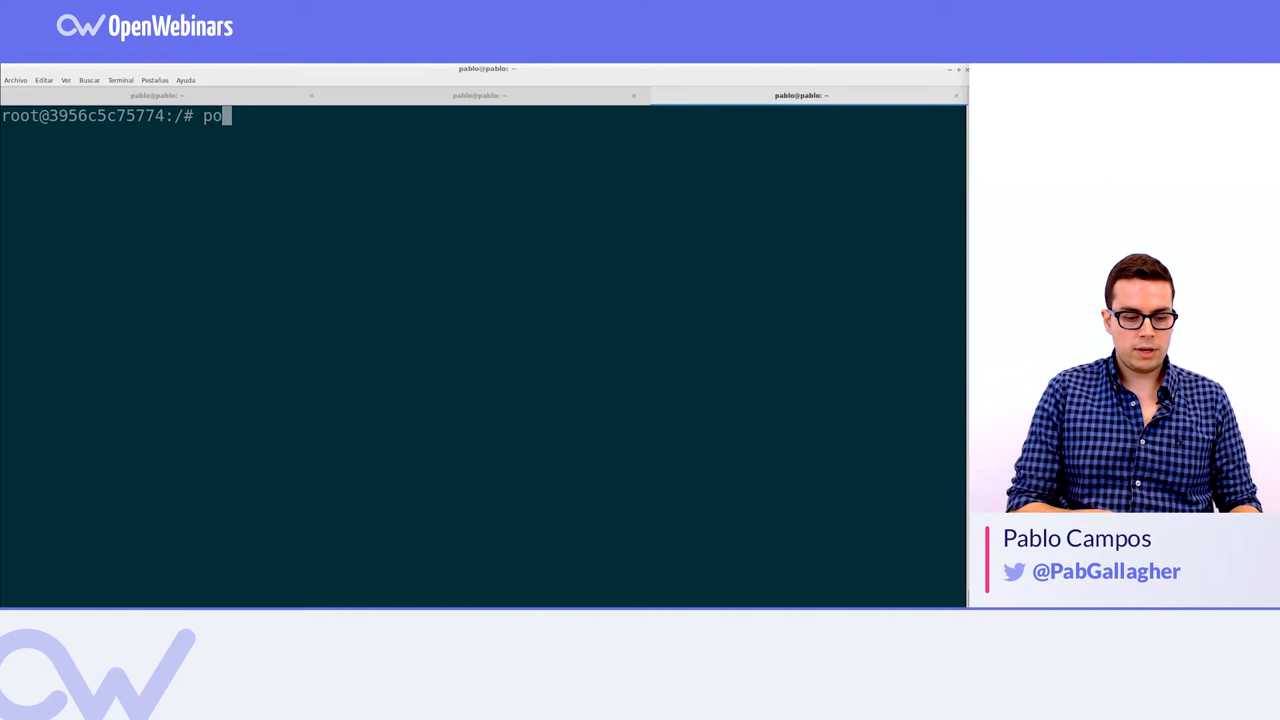 OpenWebinars
pablo@pablo: ~
Archivo Editar Ver Buscar Terminal Pestañas Ayuda
pablo@pablo: ~ pablo@pablo: ~ pablo@pablo: ~
root@3956c5c75774:/# po
Pablo Campos
@PabGallagher